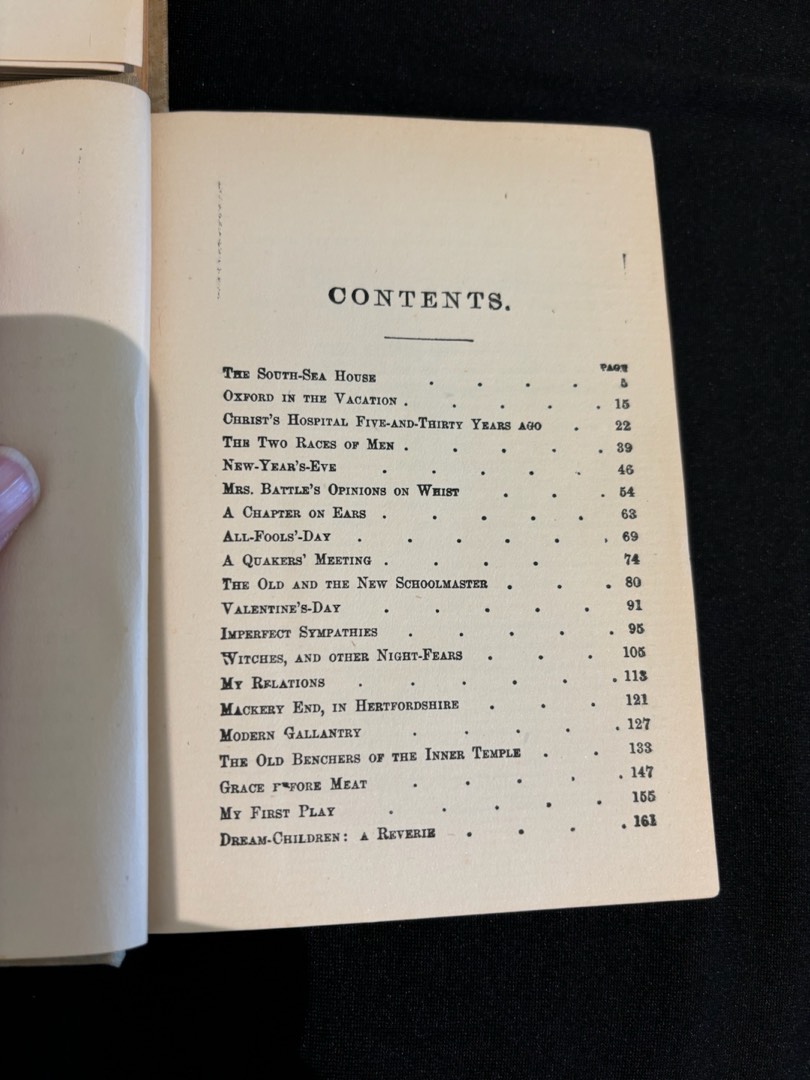 CONTENTS.
PAGE
THE SOUTH-SEA HOUSE . . . . 5
OXFORD IN THE VACATION . . . . . 15
CHRIST'S HOSPITAL FIVE-AND-THIRTY YEARS AGO . 22
THE TWO RACES OF MEN . . . . . 39
NEW-YEAR'S-EVE . . . . . 46
MRS. BATTLE'S OPINIONS ON WHIST . . . 54
A CHAPTER ON EARS . . . . . 63
ALL-FOOLS'-DAY . . . . . . 69
A QUAKERS' MEETING . . . . 74
THE OLD AND THE NEW SCHOOLMASTER . . . 80
VALENTINE'S-DAY . . . . . 91
IMPERFECT SYMPATHIES . . . . . 95
WITCHES, AND OTHER NIGHT-FEARS . . . 105
MY RELATIONS . . . . . . 113
MACKERY END, IN HERTFORDSHIRE . . . 121
MODERN GALLANTRY . . . . . 127
THE OLD BENCHERS OF THE INNER TEMPLE . . 133
GRACE MEAT . . . . . 147
MY FIRST PLAY . . . . . 155
DREAM-CHILDREN: A REVERIE . . . . 161